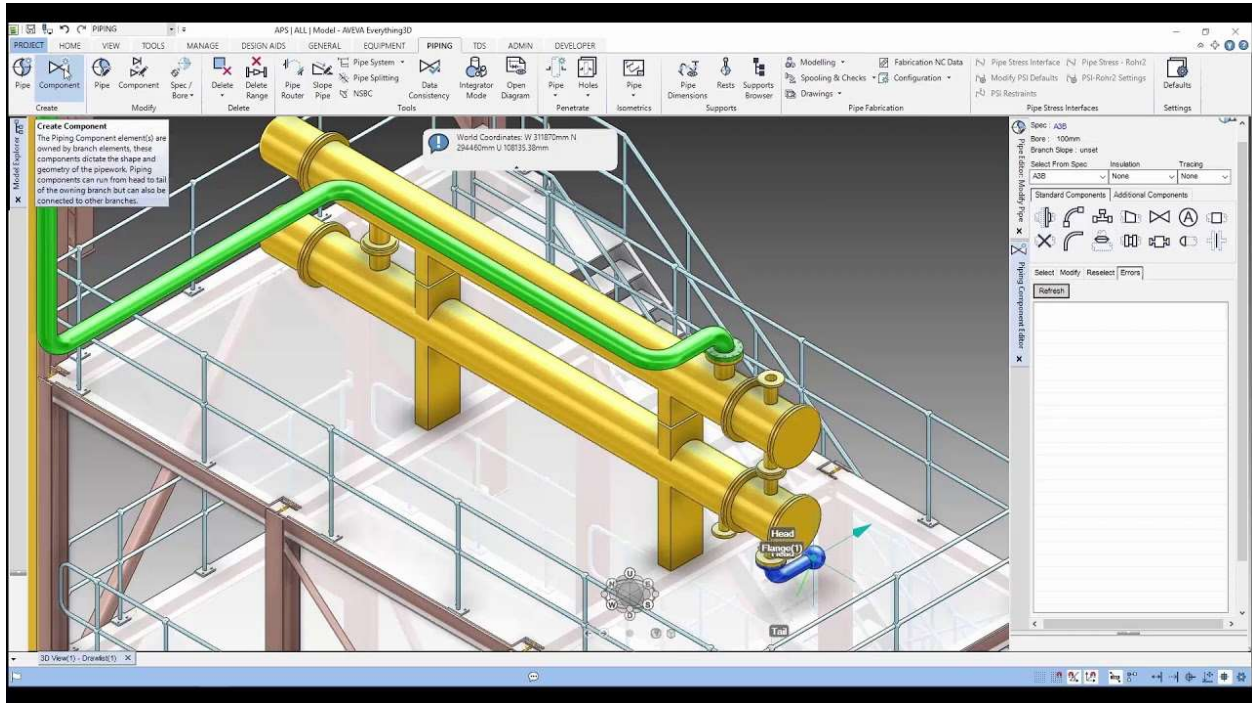 PIPING
APS | ALL | Model - AVEVA Everything3D
PROJECT HOME VIEW TOOLS MANAGE DESIGN AIDS GENERAL EQUIPMENT PIPING TDS ADMIN DEVELOPER
Pipe
Component
Create
Pipe
Component
Spec /
Bore
Modify
Delete
Delete
Range
Delete
Pipe
Router
Slope
Pipe
Pipe System
Pipe Splitting
NSBC
Data
Consistency
Integrator
Mode
Open
Diagram
Tools
Pipe
Holes
Penetrate
Pipe
Isometrics
Pipe
Dimensions
Rests
Supports
Browser
Supports
Modelling
Spooling & Checks
Drawings
Fabrication NC Data
Configuration
Pipe Fabrication
Pipe Stress Interface
Pipe Stress - Rohr2
Modify PSI Defaults
PSI-Rohr2 Settings
PSI Restraints
Pipe Stress Interfaces
Defaults
Settings
Model Explorer
Create Component
The Piping Component element(s) are
owned by branch elements, these
components dictate the shape and
geometry of the pipework. Piping
components can run from head to tail
of the owning branch but can also be
connected to other branches.
World Coordinates: W 311870mm N
294460mm U 108135.38mm
Head
Flange(1)
Tail
U
N
E
W
S
D
Pipe Editor: Modify Pipe
Piping Component Editor
Spec : A3B
Bore : 100mm
Branch Slope : unset
Select From Spec Insulation Tracing
A3B None None
Standard Components Additional Components
A
Select Modify Reselect Errors
Refresh
3D View(1) - Drawlist(1) X